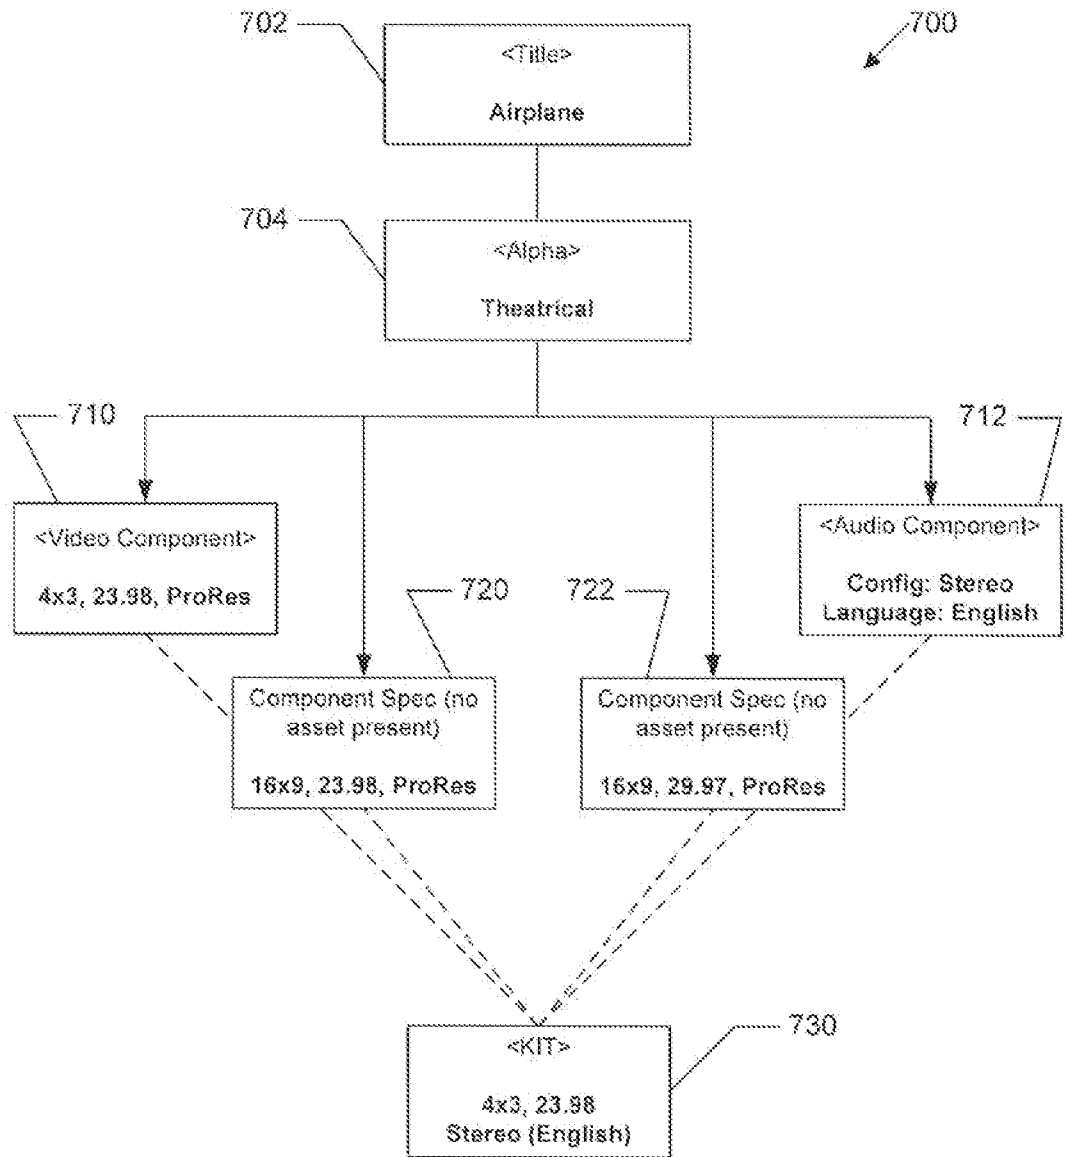 702
700
<Title>
Airplane
704
<Alpha>
Theatrical
710
712
<Video Component>
4x3, 23.98, ProRes
<Audio Component>
Config: Stereo
Language: English
720
722
Component Spec (no
asset present)
16x9, 23.98, ProRes
Component Spec (no
asset present)
16x9, 29.97, ProRes
730
<KIT>
4x3, 23.98
Stereo (English)